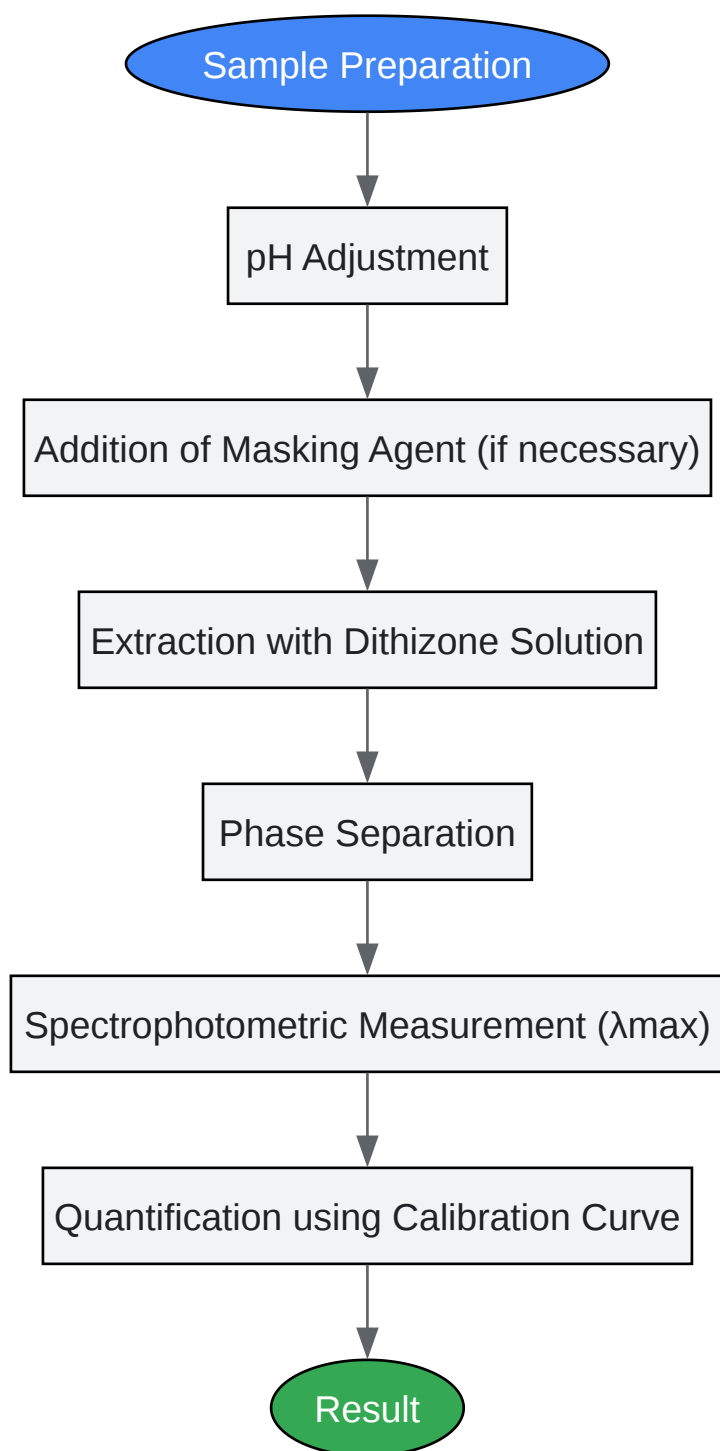 Sample Preparation
pH Adjustment
Addition of Masking Agent (if necessary)
Extraction with Dithizone Solution
Phase Separation
Spectrophotometric Measurement (λmax)
Quantification using Calibration Curve
Result